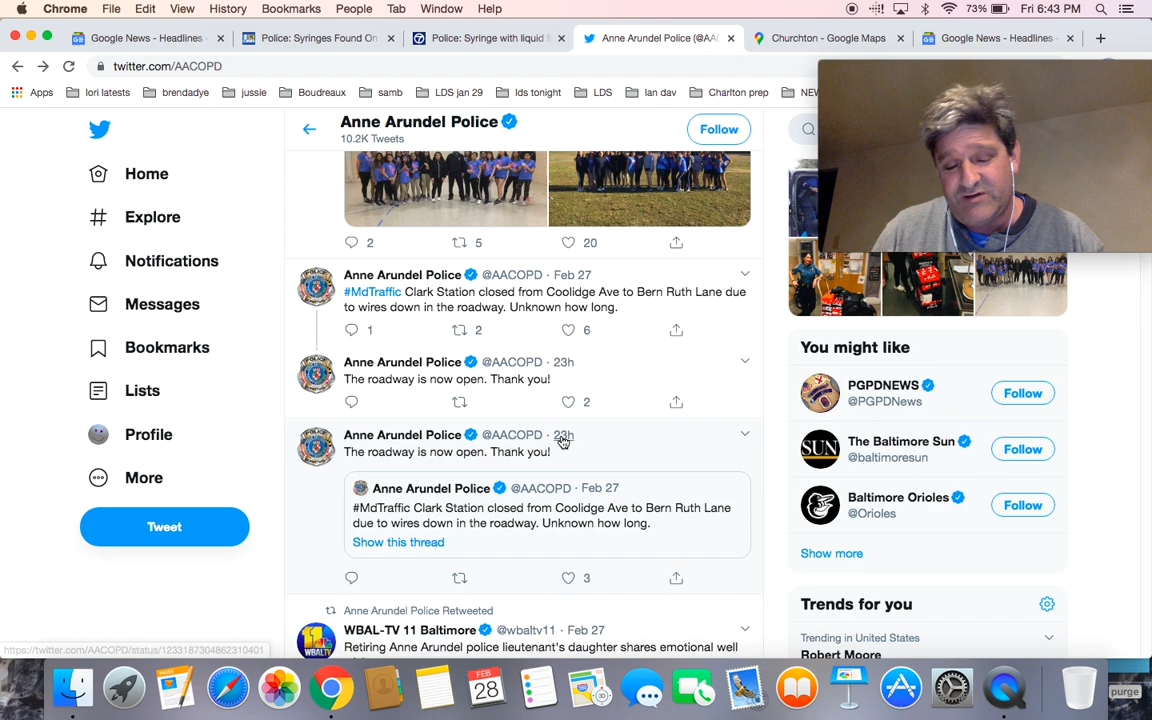 Chrome File Edit View History Bookmarks People Tab Window Help 73% Fri 6:43 PM
Google News - Headlines Police: Syringes Found On Police: Syringe with liquid f Anne Arundel Police (@AA Churchton - Google Maps Google News - Headlines
twitter.com/AACOPD
Apps lori latests brendadye jussie Boudreaux samb LDS jan 29 lds tonight LDS Ian dav Charlton prep NEW
Anne Arundel Police
10.2K Tweets
Follow
Home
Explore
Notifications
Messages
Bookmarks
Lists
Profile
More
Tweet
2 5 20
Anne Arundel Police @AACOPD · Feb 27
#MdTraffic Clark Station closed from Coolidge Ave to Bern Ruth Lane due
to wires down in the roadway. Unknown how long.
1 2 6
Anne Arundel Police @AACOPD · 23h
The roadway is now open. Thank you!
2
Anne Arundel Police @AACOPD · 23h
The roadway is now open. Thank you!
Anne Arundel Police @AACOPD · Feb 27
#MdTraffic Clark Station closed from Coolidge Ave to Bern Ruth Lane
due to wires down in the roadway. Unknown how long.
Show this thread
3
Anne Arundel Police Retweeted
WBAL-TV 11 Baltimore @wbaltv11 · Feb 27
Retiring Anne Arundel police lieutenant's daughter shares emotional well
You might like
PGPDNEWS
@PGPDNews
Follow
The Baltimore Sun
@baltimoresun
Follow
Baltimore Orioles
@Orioles
Follow
Show more
Trends for you
Trending in United States
Robert Moore
https://twitter.com/AACOPD/status/1233187304862310401
FEB
28
purge